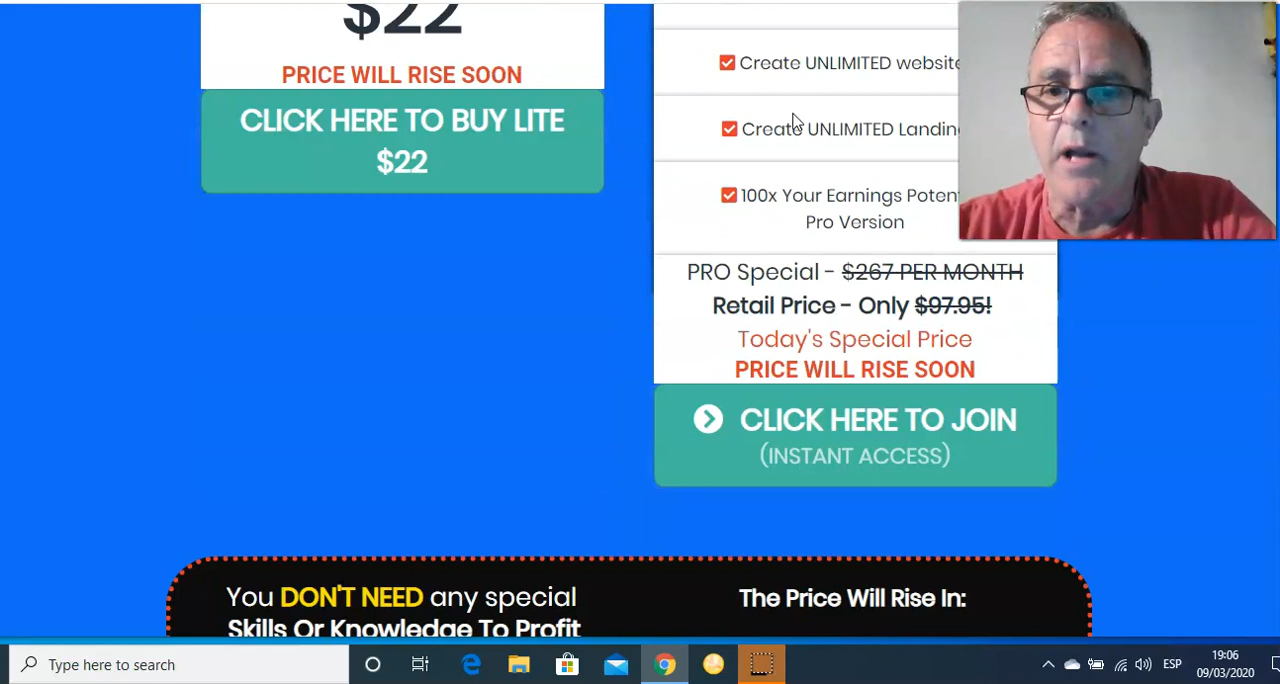 $22
PRICE WILL RISE SOON
CLICK HERE TO BUY LITE
$22
Create UNLIMITED website
Create UNLIMITED Landing
100x Your Earnings Poten
Pro Version
PRO Special - $267 PER MONTH
Retail Price - Only $97.95!
Today's Special Price
PRICE WILL RISE SOON
CLICK HERE TO JOIN
(INSTANT ACCESS)
You DON'T NEED any special
Skills Or Knowledge To Profit
The Price Will Rise In:
Type here to search
ESP
19:06
09/03/2020